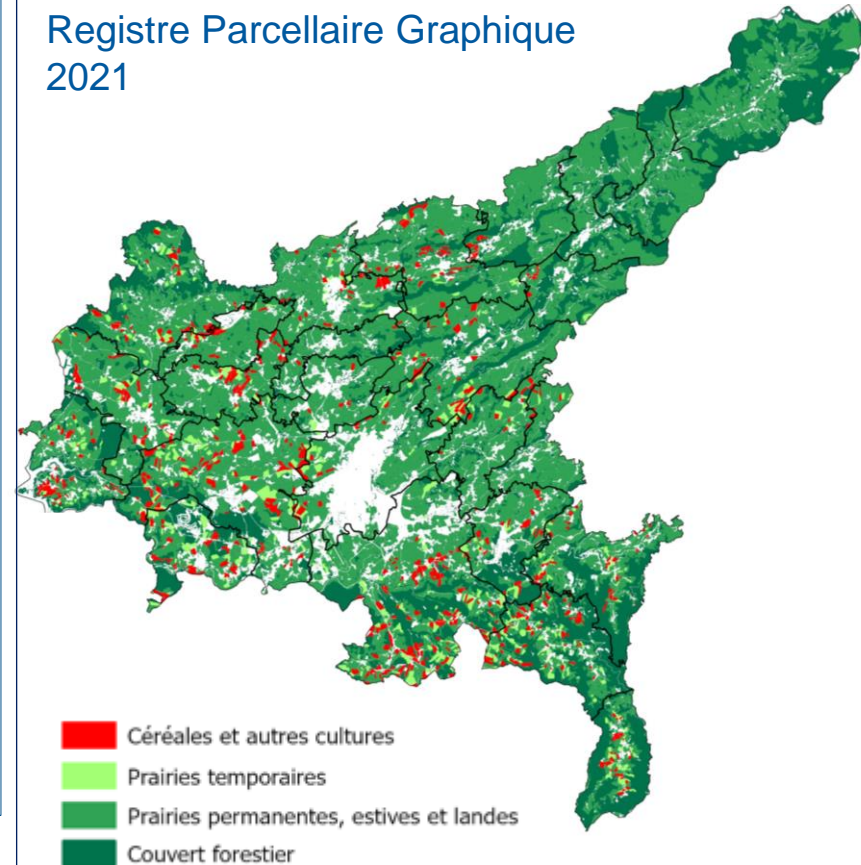 Registre Parcellaire Graphique
2021
Céréales et autres cultures
Prairies temporaires
Prairies permanentes, estives et landes
Couvert forestier